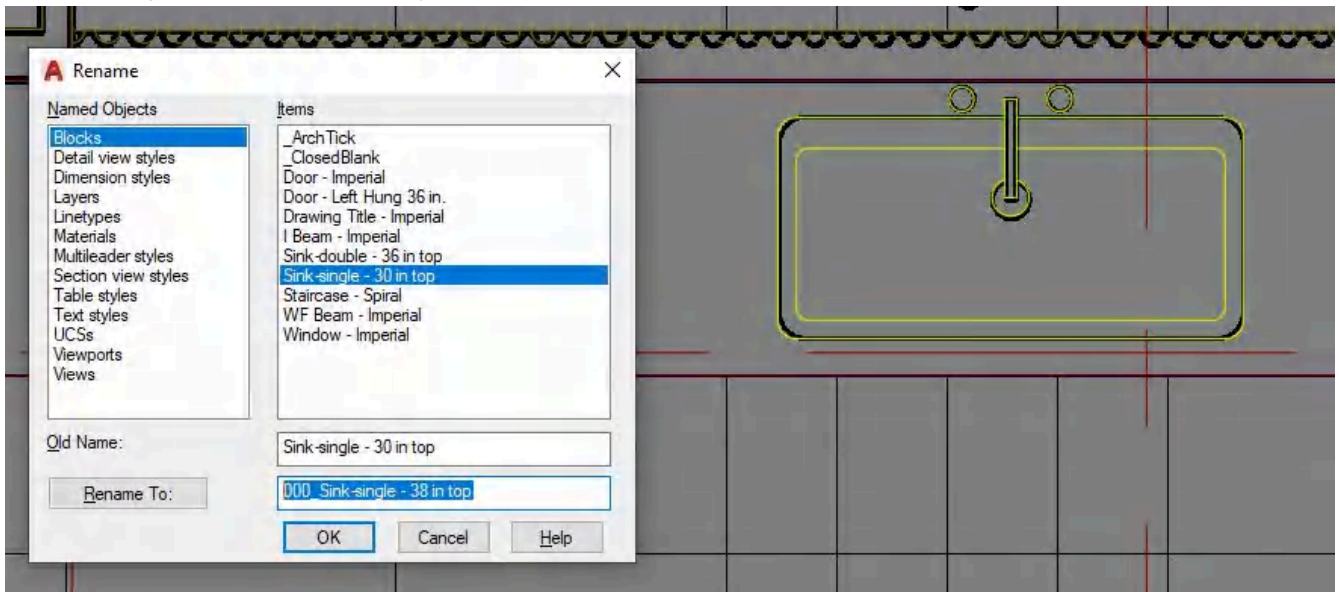 Rename
Named Objects
Blocks
Detail view styles
Dimension styles
Layers
Linetypes
Materials
Multileader styles
Section view styles
Table styles
Text styles
UCSs
Viewports
Views
Items
_ArchTick
_ClosedBlank
Door - Imperial
Door - Left Hung 36 in.
Drawing Title - Imperial
I Beam - Imperial
Sink-double - 36 in top
Sink-single - 30 in top
Staircase - Spiral
WF Beam - Imperial
Window - Imperial
Old Name:
Sink-single - 30 in top
Rename To:
000_Sink-single - 38 in top
OK
Cancel
Help